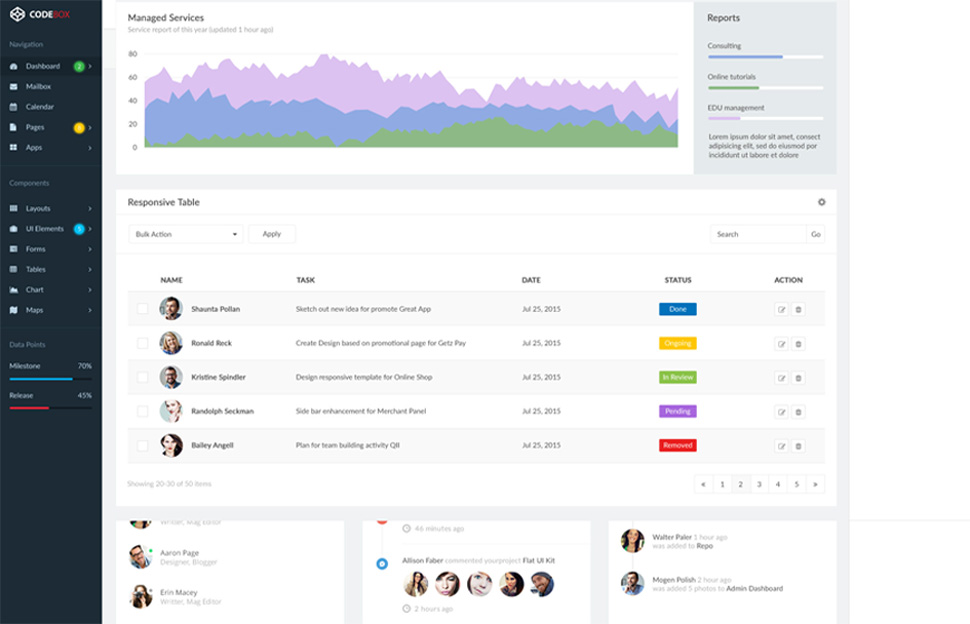 CODEBOX
Navigation
Dashboard 2
Mailbox
Calendar
Pages
Apps
Components
Layouts
UI Elements 5
Forms
Tables
Chart
Maps
Data Points
Milestone 70%
Release 45%
Managed Services
Service report of this year (updated 1 hour ago)
80
60
40
20
0
Reports
Consulting
Online tutorials
EDU management
Lorem ipsum dolor sit amet, consect
adipisicing elit, sed do eiusmod por
incididunt ut labore et dolore
Responsive Table
Bulk Action Apply Search Go
NAME TASK DATE STATUS ACTION
Shaunta Pollan Sketch out new idea for promote Great App Jul 25, 2015 Done
Ronald Reck Create Design based on promotional page for Getz Pay Jul 25, 2015 Ongoing
Kristine Spindler Design responsive template for Online Shop Jul 25, 2015 In Review
Randolph Seckman Side bar enhancement for Merchant Panel Jul 25, 2015 Pending
Bailey Angell Plan for team building activity QB Jul 25, 2015 Removed
Showing 20-30 of 50 items « 1 2 3 4 5 »
Writter, Mag Editor
Aaron Page
Designer, Blogger
Erin Macey
Writter, Mag Editor
46 minutes ago
Allison Faber commented yourproject Flat UI Kit
2 hours ago
Walter Paler 1 hour ago
was added to Repo
Mogen Polish 2 hour ago
was added 5 photos to Admin Dashboard